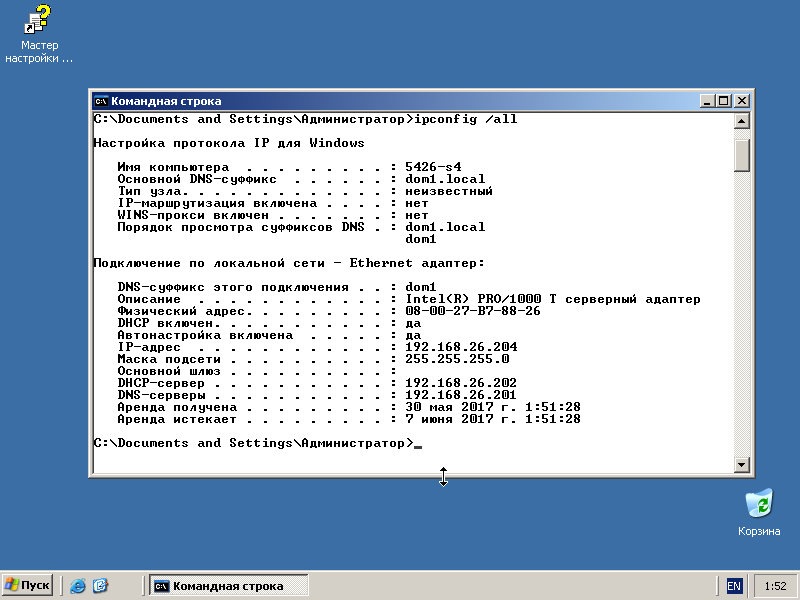 Мастер
настройки ...
Командная строка
C:\Documents and Settings\Администратор>ipconfig /all
Настройка протокола IP для Windows
Имя компьютера . . . . . . . . . : 5426-s4
Основной DNS-суффикс . . . . . . : dom1.local
Тип узла. . . . . . . . . . . . . : неизвестный
IP-маршрутизация включена . . . . : нет
WINS-прокси включен . . . . . . . : нет
Порядок просмотра суффиксов DNS . : dom1.local
dom1
Подключение по локальной сети - Ethernet адаптер:
DNS-суффикс этого подключения . . : dom1
Описание . . . . . . . . . . . . : Intel(R) PRO/1000 T серверный адаптер
Физический адрес. . . . . . . . . : 08-00-27-B7-88-26
DHCP включен. . . . . . . . . . . : да
Автонастройка включена . . . . . : да
IP-адрес . . . . . . . . . . . . : 192.168.26.204
Маска подсети . . . . . . . . . . : 255.255.255.0
Основной шлюз . . . . . . . . . . :
DHCP-сервер . . . . . . . . . . . : 192.168.26.202
DNS-серверы . . . . . . . . . . . : 192.168.26.201
Аренда получена . . . . . . . . . : 30 мая 2017 г. 1:51:28
Аренда истекает . . . . . . . . . : 7 июня 2017 г. 1:51:28
C:\Documents and Settings\Администратор>_
Корзина
Пуск
Командная строка
EN
1:52